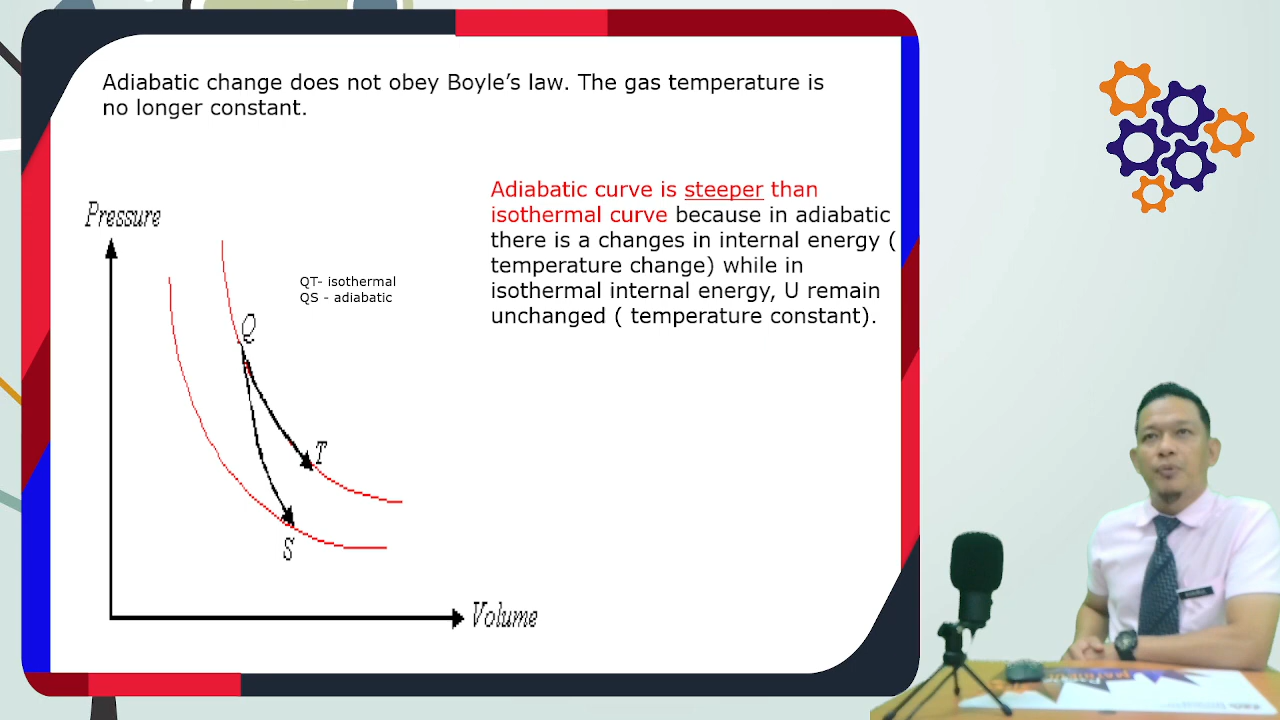 Adiabatic change does not obey Boyle’s law. The gas temperature is
no longer constant.
Adiabatic curve is steeper than
isothermal curve because in adiabatic
there is a changes in internal energy (
temperature change) while in
isothermal internal energy, U remain
unchanged ( temperature constant).
Pressure
QT- isothermal
QS - adiabatic
Q
T
S
Volume